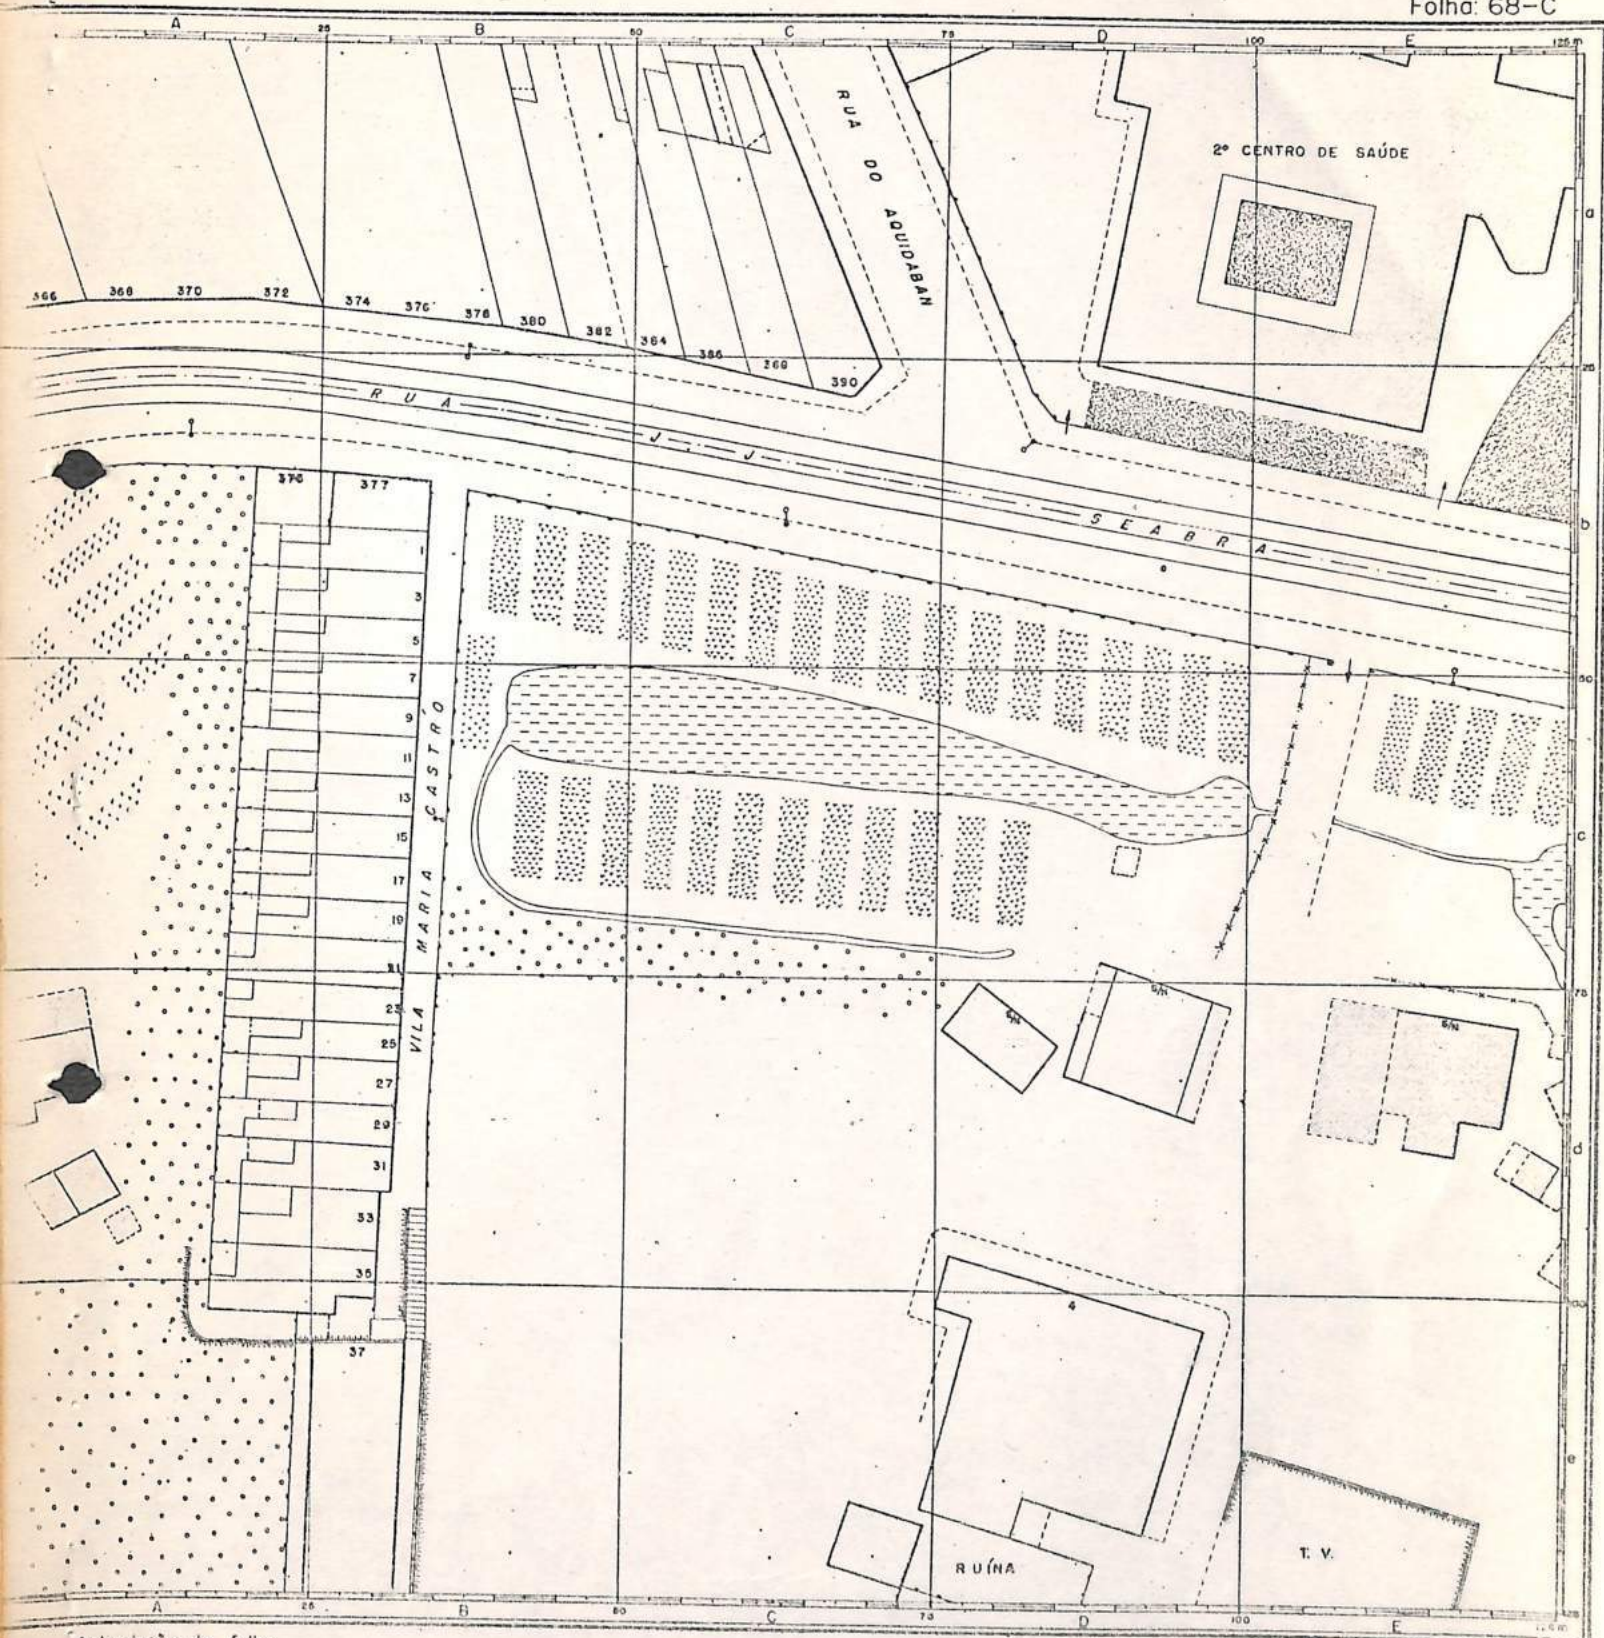 Folha: 68-C
A 25 B 50 C 75 D 100 E 125 m
RUA DO AQUIDABAN
2º CENTRO DE SAÚDE
a
366 368 370 372 374 376 378 380 382 384 386 388 390
25
RUA J J SEABRA
b
375 377
1
3
5
50
7
9
11
13
15
c
17
19
21
VILA MARIA CASTRO
75
S/N
S/N
S/N
23
25
27
29
d
31
33
35
4
37
e
RUÍNA
T. V.
A 25 B 50 C 75 D 100 E